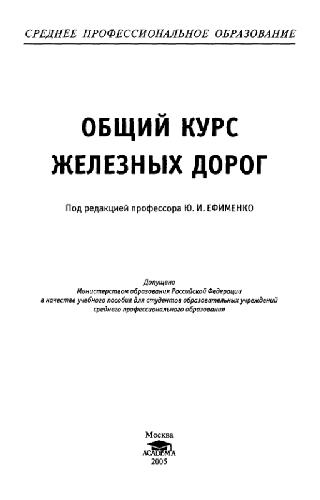 СРЕДНЕЕ ПРОФЕССИОНАЛЬНОЕ ОБРАЗОВАНИЕ
ОБЩИЙ КУРС
ЖЕЛЕЗНЫХ ДОРОГ
Под редакцией профессора Ю. И. ЕФИМЕНКО
Допущено
Министерством образования Российской Федерации
в качестве учебного пособия для студентов образовательных учреждений
среднего профессионального образования
Москва
ACADEMA
2005